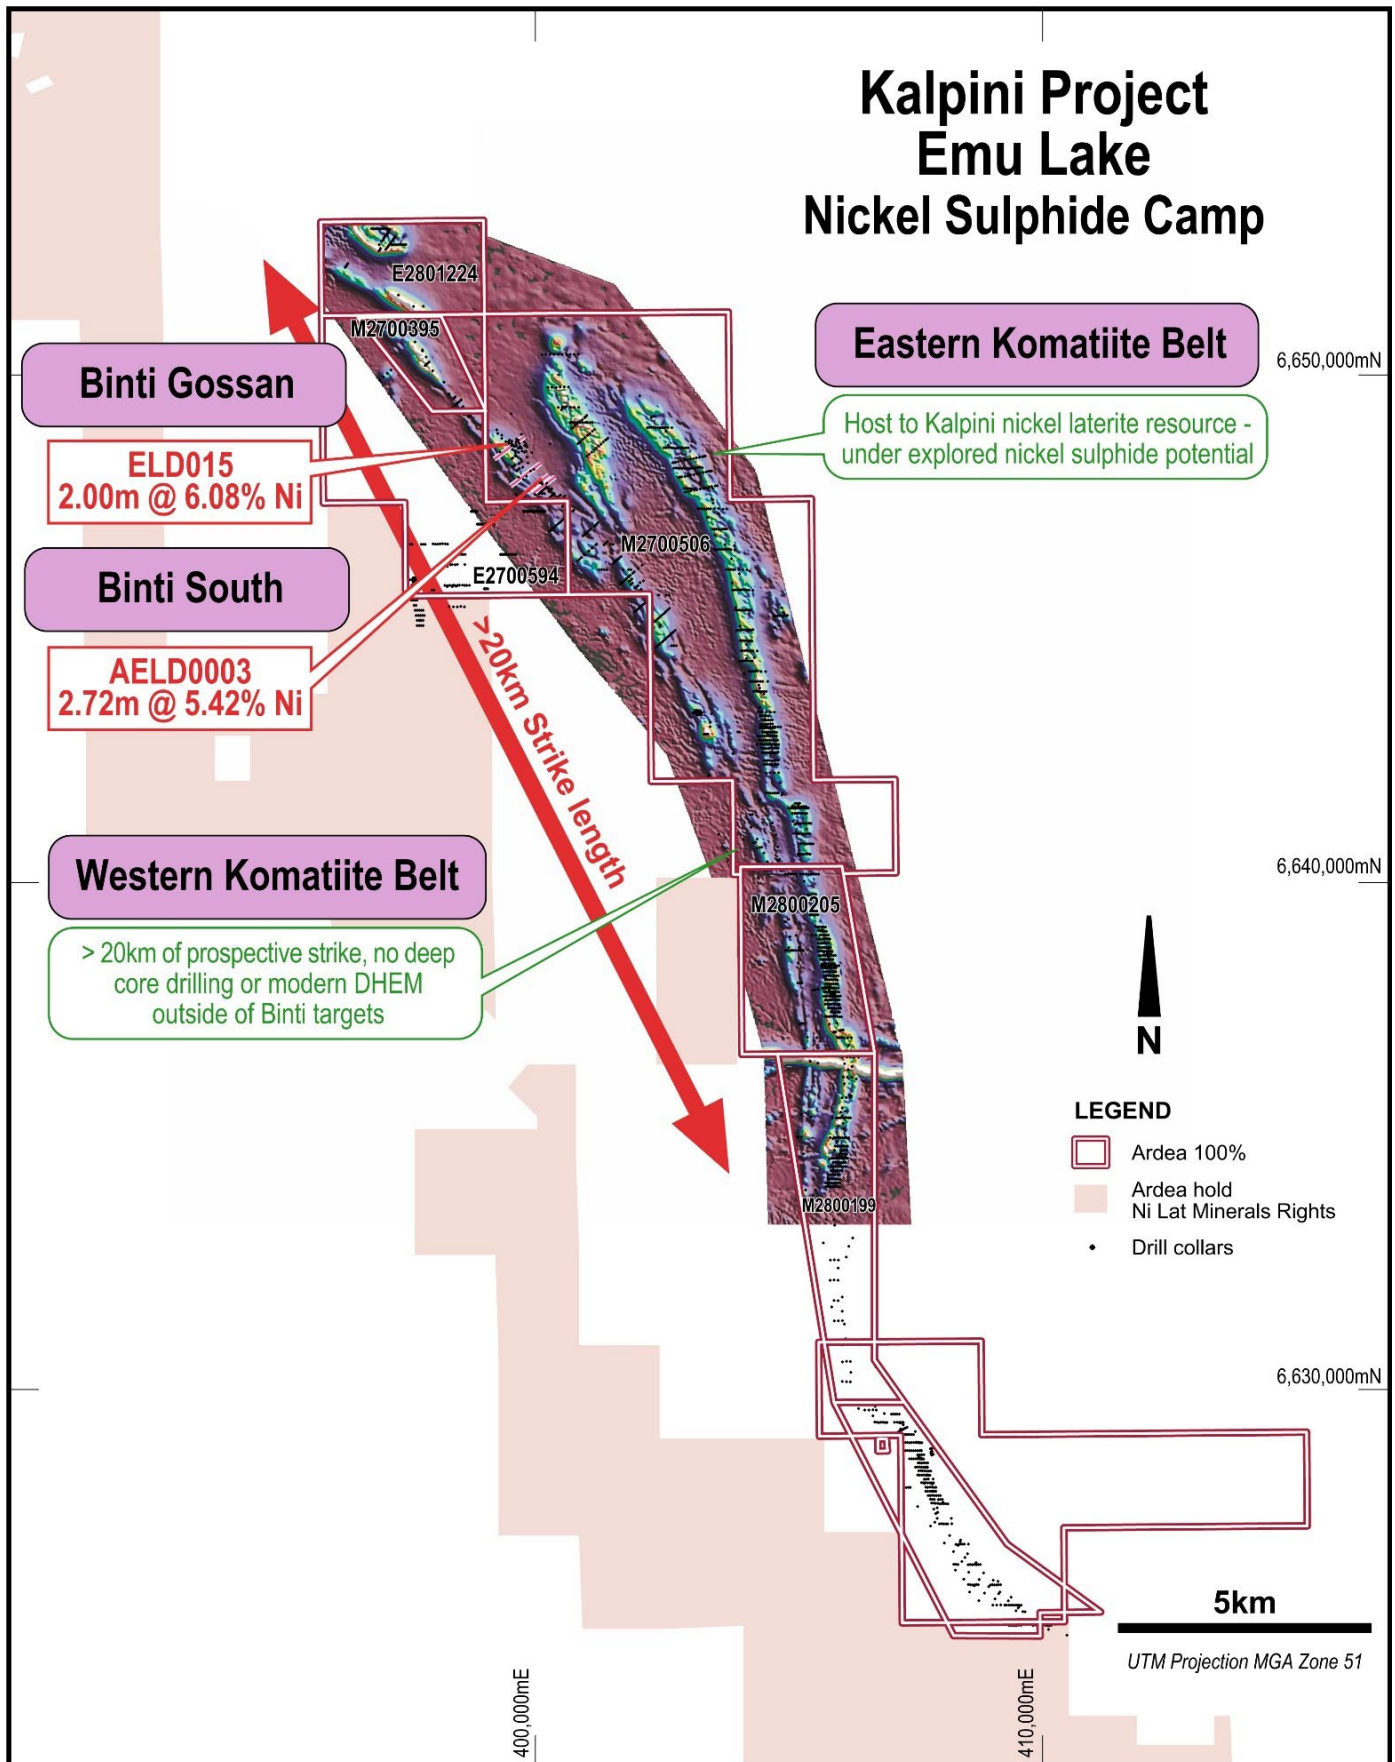 Kalpini Project
Emu Lake
Nickel Sulphide Camp
E2801224
M2700395
Eastern Komatiite Belt
6,650,000mN
Binti Gossan
Host to Kalpini nickel laterite resource -
under explored nickel sulphide potential
ELD015
2.00m @ 6.08% Ni
M2700506
Binti South
E2700594
AELD0003
2.72m @ 5.42% Ni
>20km Strike length
Western Komatiite Belt
6,640,000mN
M2800205
> 20km of prospective strike, no deep
core drilling or modern DHEM
outside of Binti targets
N
LEGEND
Ardea 100%
Ardea hold
Ni Lat Minerals Rights
Drill collars
M2800199
6,630,000mN
5km
UTM Projection MGA Zone 51
400,000mE
410,000mE